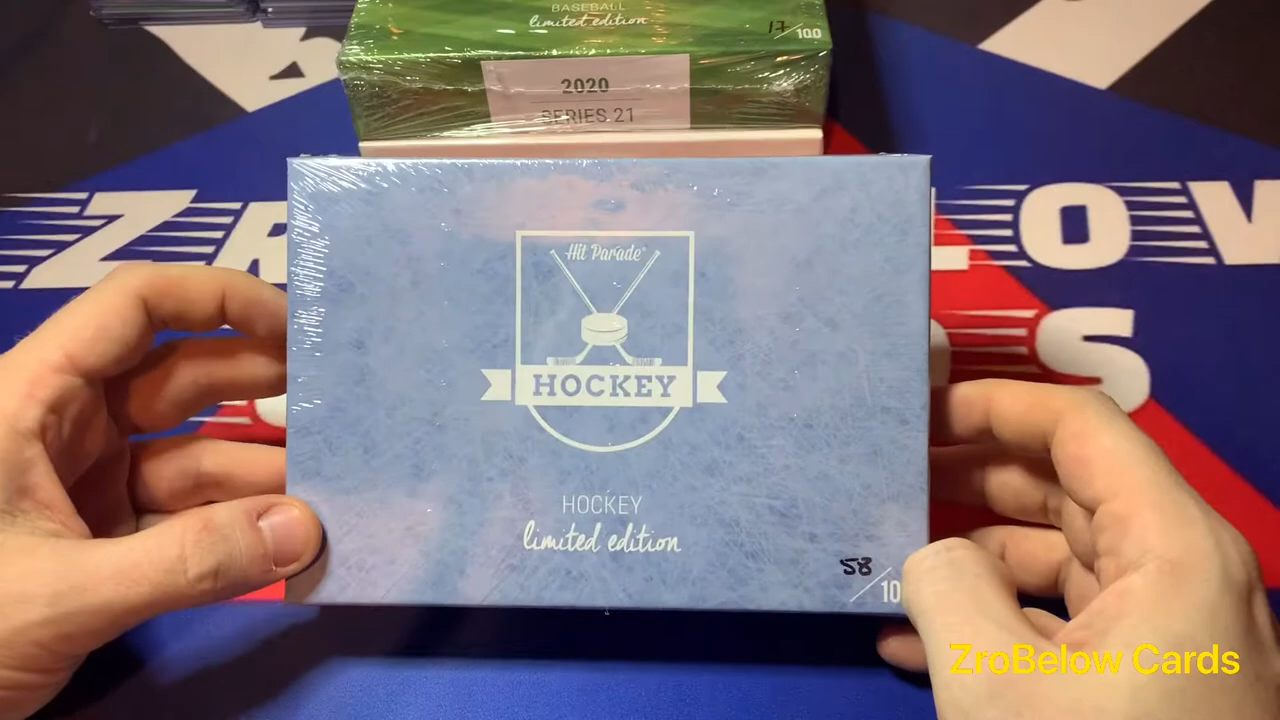 BASEBALL
limited edition
17/100
2020
SERIES 21
Hit Parade®
HOCKEY
HOCKEY
limited edition
58/10
ZroBelow Cards